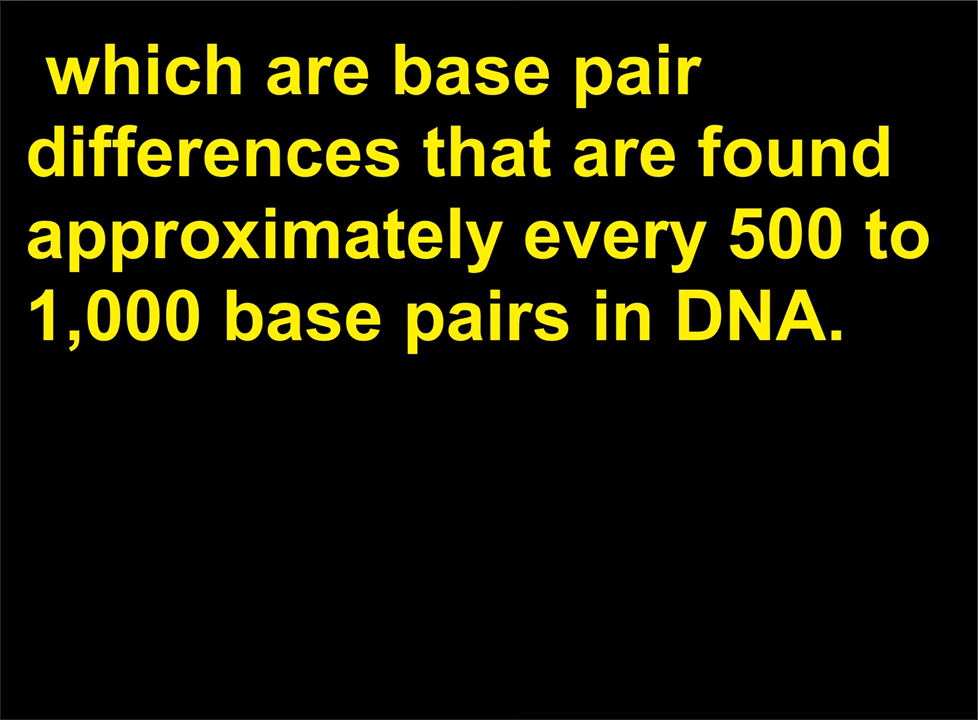 which are base pair
differences that are found
approximately every 500 to
1,000 base pairs in DNA.